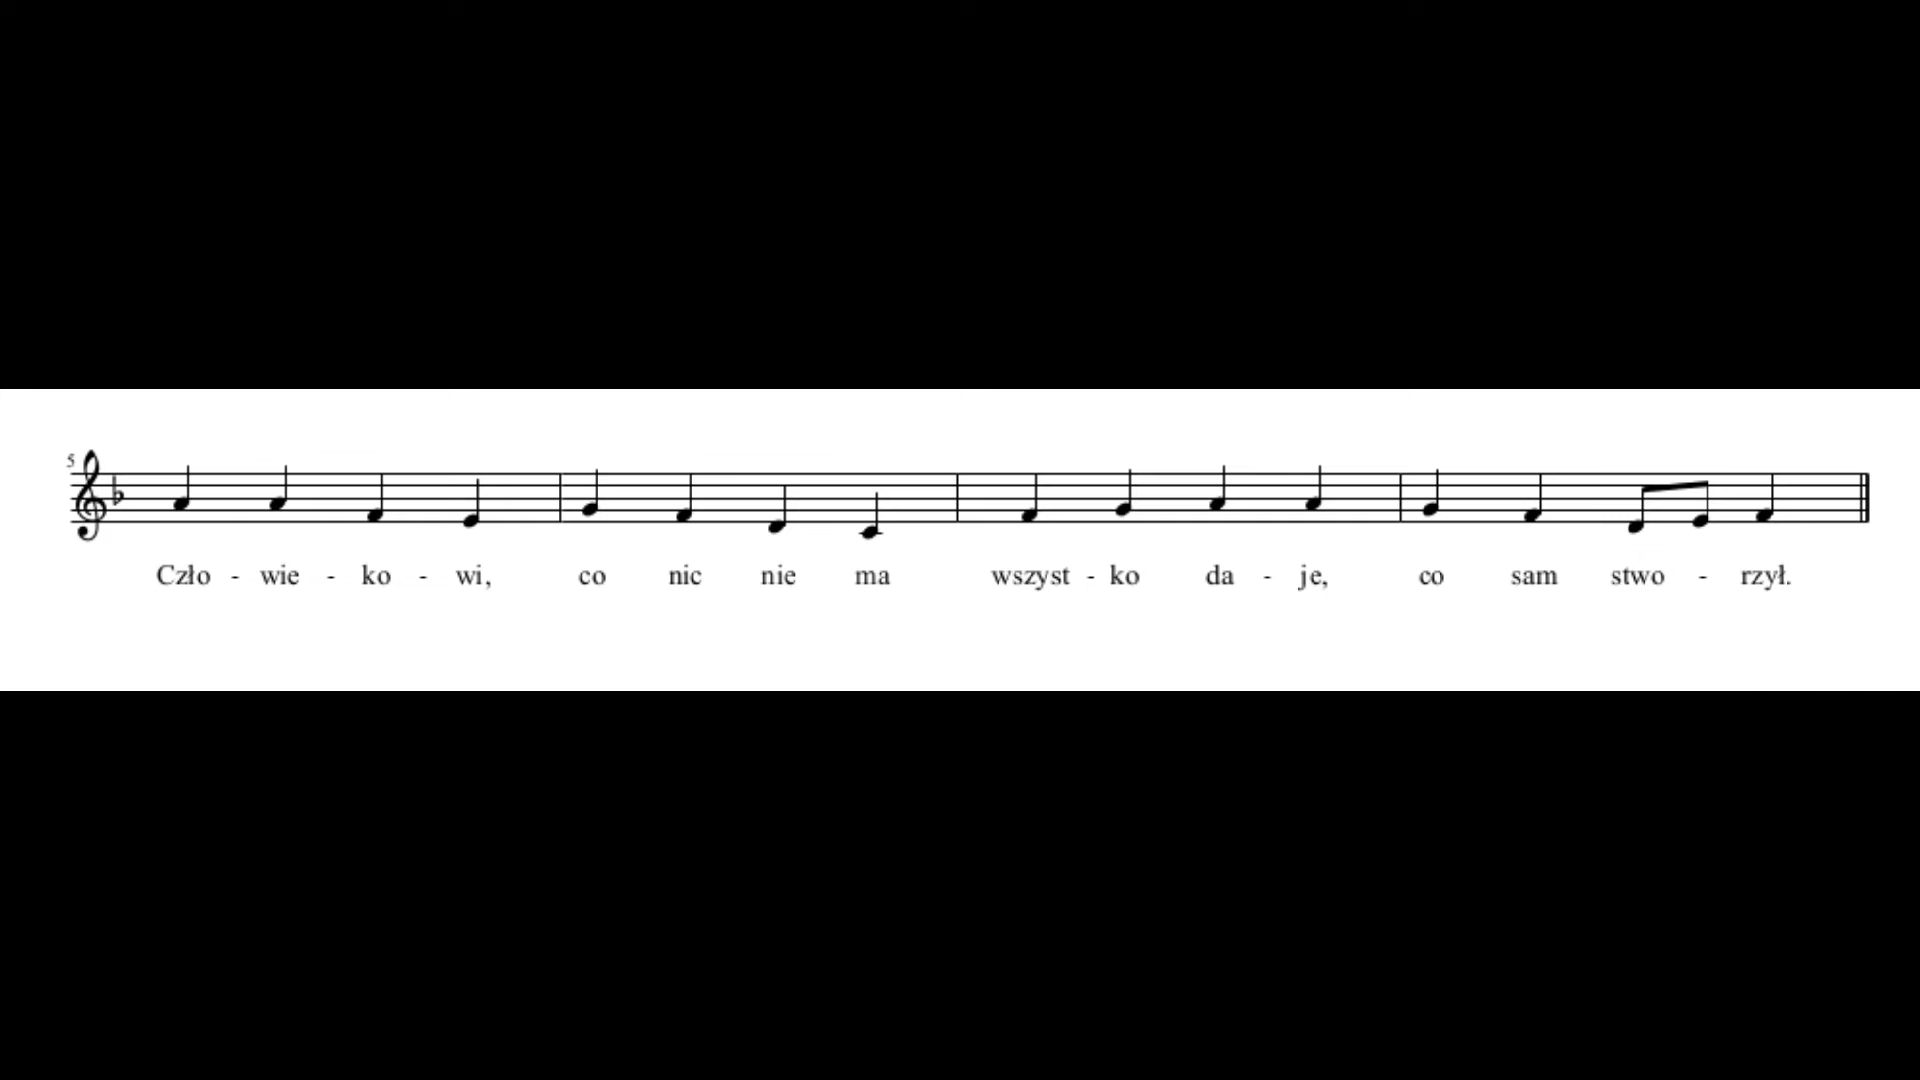 5
Czło - wie - ko - wi, co nic nie ma wszyst - ko da - je, co sam stwo - rzył.